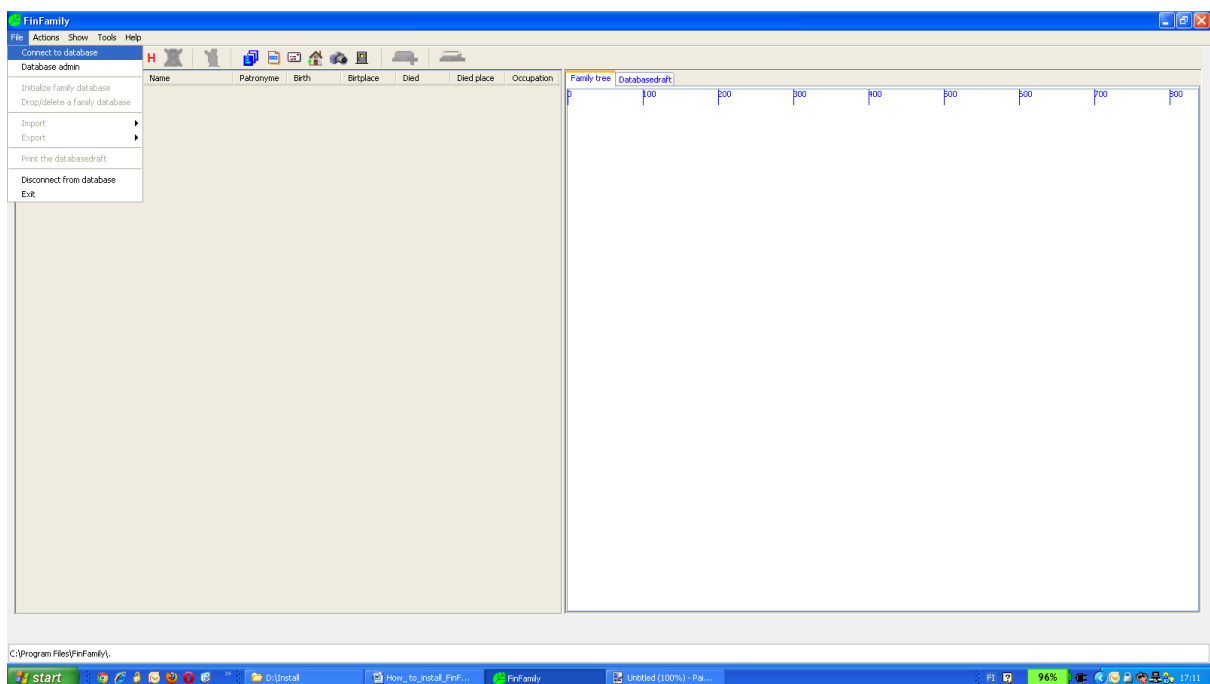 FinFamily
File Actions Show Tools Help
Connect to database
Database admin
Initialize family database
Drop/delete a family database
Import
Export
Print the databasedraft
Disconnect from database
Exit
H
Name Patronyme Birth Birtplace Died Died place Occupation
Family tree Databasedraft
0 100 200 300 400 500 600 700 800
C:\Program Files\FinFamily\.
start D:\Install How_to_install_FinF... FinFamily Untitled (100%) - Pai... FI 96% 17:11